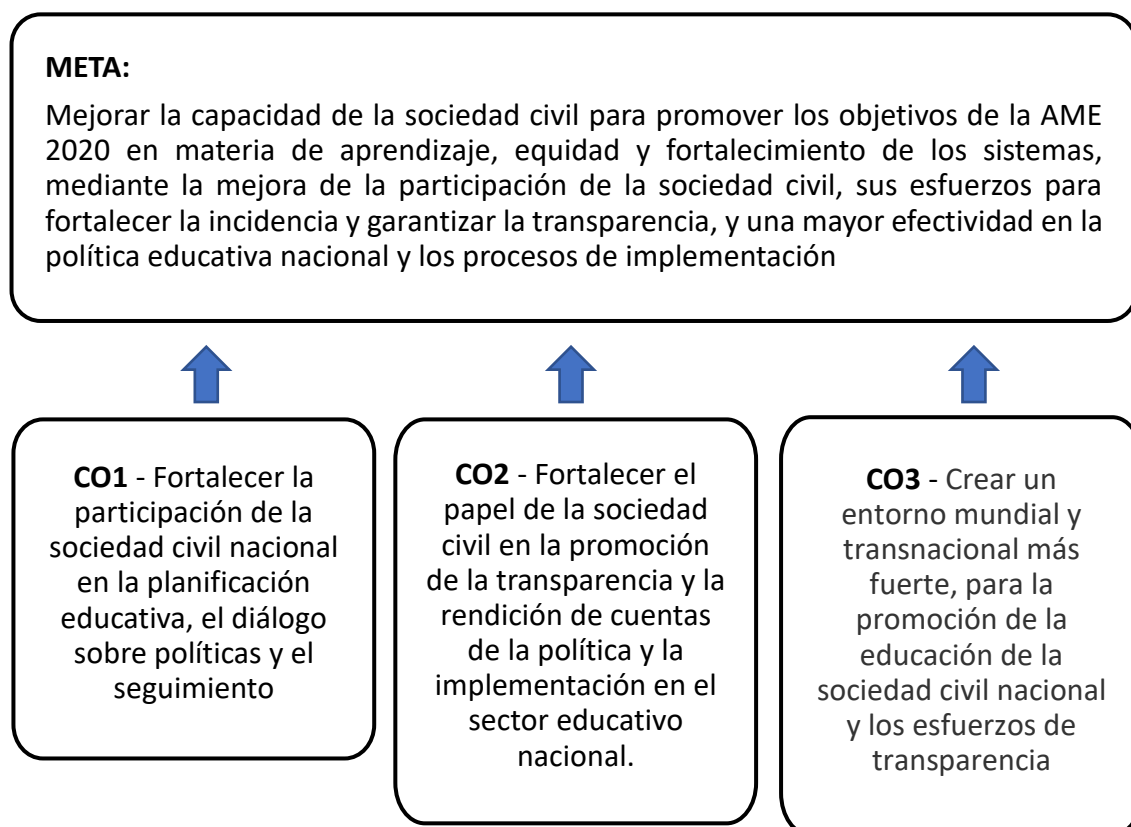 META:
Mejorar la capacidad de la sociedad civil para promover los objetivos de la AME
2020 en materia de aprendizaje, equidad y fortalecimiento de los sistemas,
mediante la mejora de la participación de la sociedad civil, sus esfuerzos para
fortalecer la incidencia y garantizar la transparencia, y una mayor efectividad en la
política educativa nacional y los procesos de implementación
CO1 - Fortalecer la
participación de la
sociedad civil nacional
en la planificación
educativa, el diálogo
sobre políticas y el
seguimiento
CO2 - Fortalecer el
papel de la sociedad
civil en la promoción
de la transparencia y la
rendición de cuentas
de la política y la
implementación en el
sector educativo
nacional.
CO3 - Crear un
entorno mundial y
transnacional más
fuerte, para la
promoción de la
educación de la
sociedad civil nacional
y los esfuerzos de
transparencia